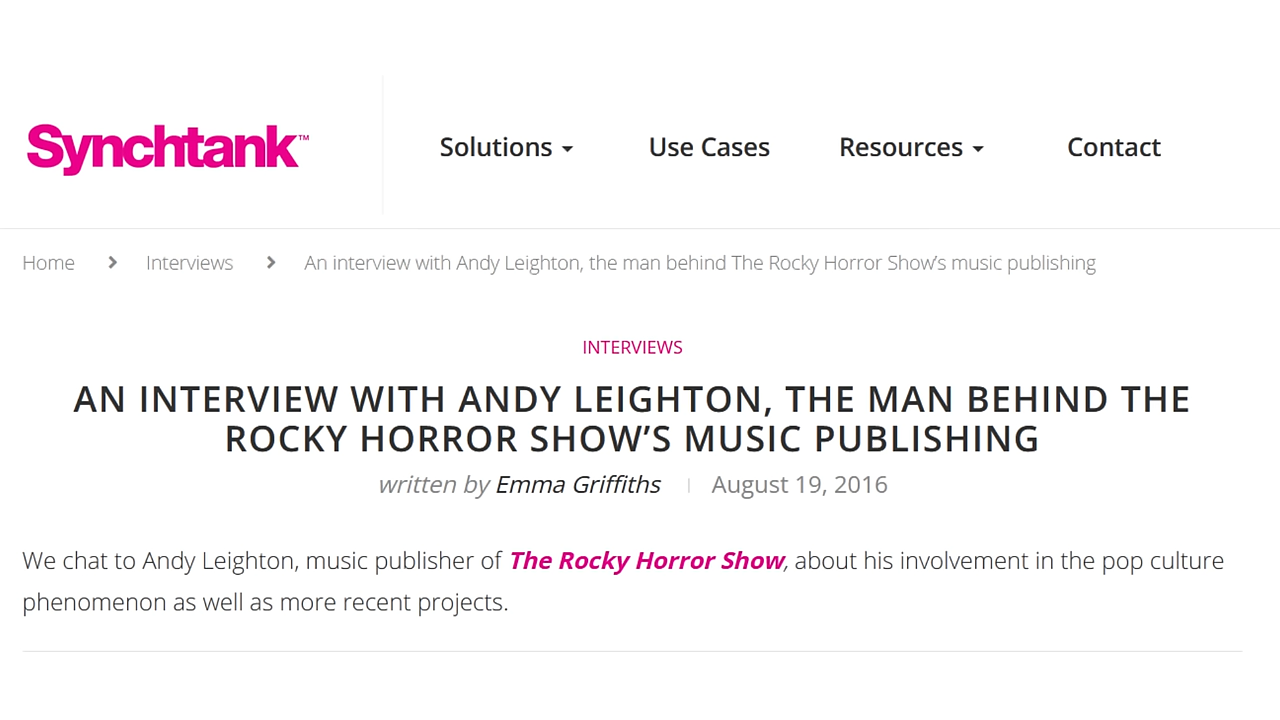 Synchtank™
Solutions
Use Cases
Resources
Contact
Home
Interviews
An interview with Andy Leighton, the man behind The Rocky Horror Show’s music publishing
INTERVIEWS
AN INTERVIEW WITH ANDY LEIGHTON, THE MAN BEHIND THE
ROCKY HORROR SHOW’S MUSIC PUBLISHING
written by Emma Griffiths | August 19, 2016
We chat to Andy Leighton, music publisher of The Rocky Horror Show, about his involvement in the pop culture
phenomenon as well as more recent projects.